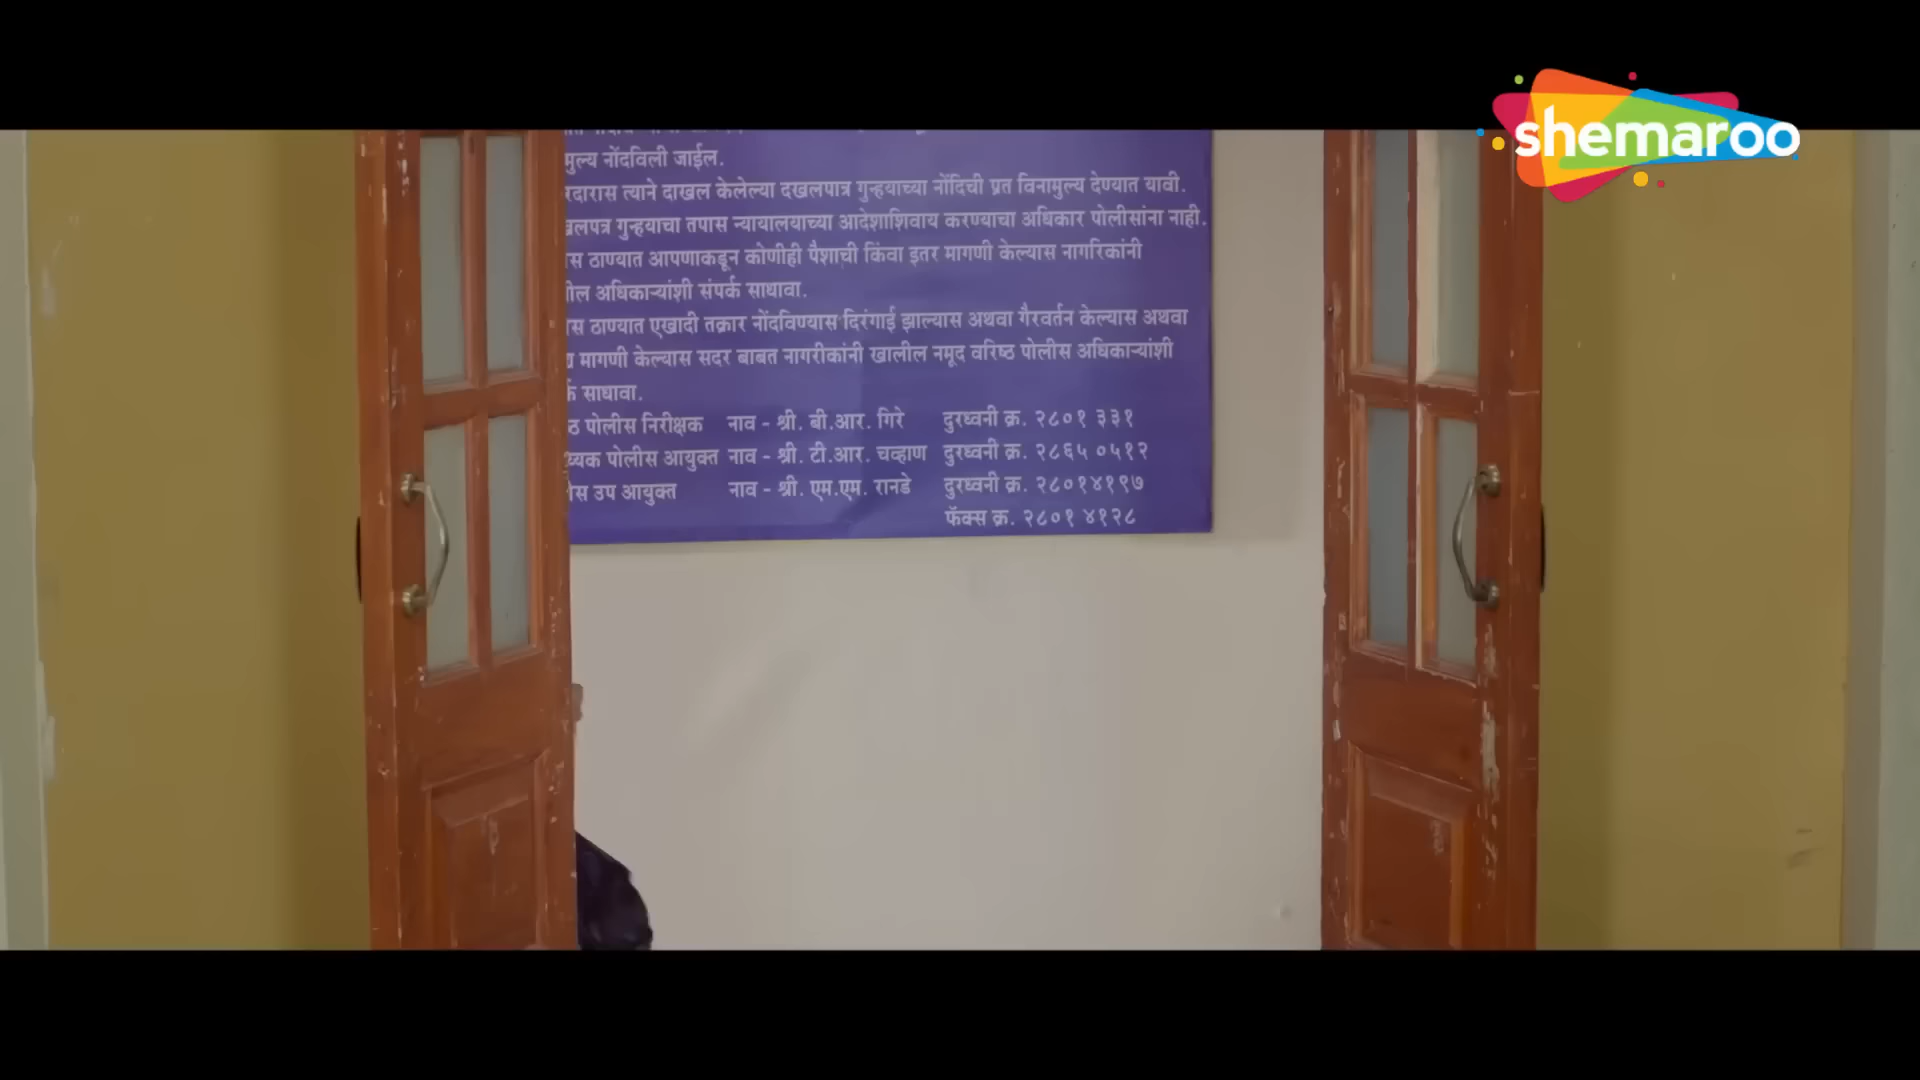 shemaroo
नोंदविली जाईल.
त्याने दाखल केलेल्या दखलपात्र गुन्हयाच्या नोंदिची प्रत विनामुल्य देण्यात यावी.
गुन्हयाचा तपास न्यायालयाच्या आदेशाशिवाय करण्याचा अधिकार पोलीसांना नाही.
ठाण्यात आपणाकडून कोणीही पैशाची किंवा इतर मागणी केल्यास नागरिकांनी
अधिकाऱ्यांशी संपर्क साधावा.
ठाण्यात एखादी तक्रार नोंदविण्यास दिरंगाई झाल्यास अथवा गैरवर्तन केल्यास अथवा
मागणी केल्यास सदर बाबत नागरीकांनी खालील नमूद वरिष्ठ पोलीस अधिकाऱ्यांशी
साधावा.
पोलीस निरीक्षक नाव - श्री. बी.आर. गिरे दुरध्वनी क्र. २८०१ ३३१
पोलीस आयुक्त नाव - श्री. टी.आर. चव्हाण दुरध्वनी क्र. २८६५ ०५१२
उप आयुक्त नाव - श्री. एम.एम. रानडे दुरध्वनी क्र. २८०१४१९७
फॅक्स क्र. २८०१ ४१२८